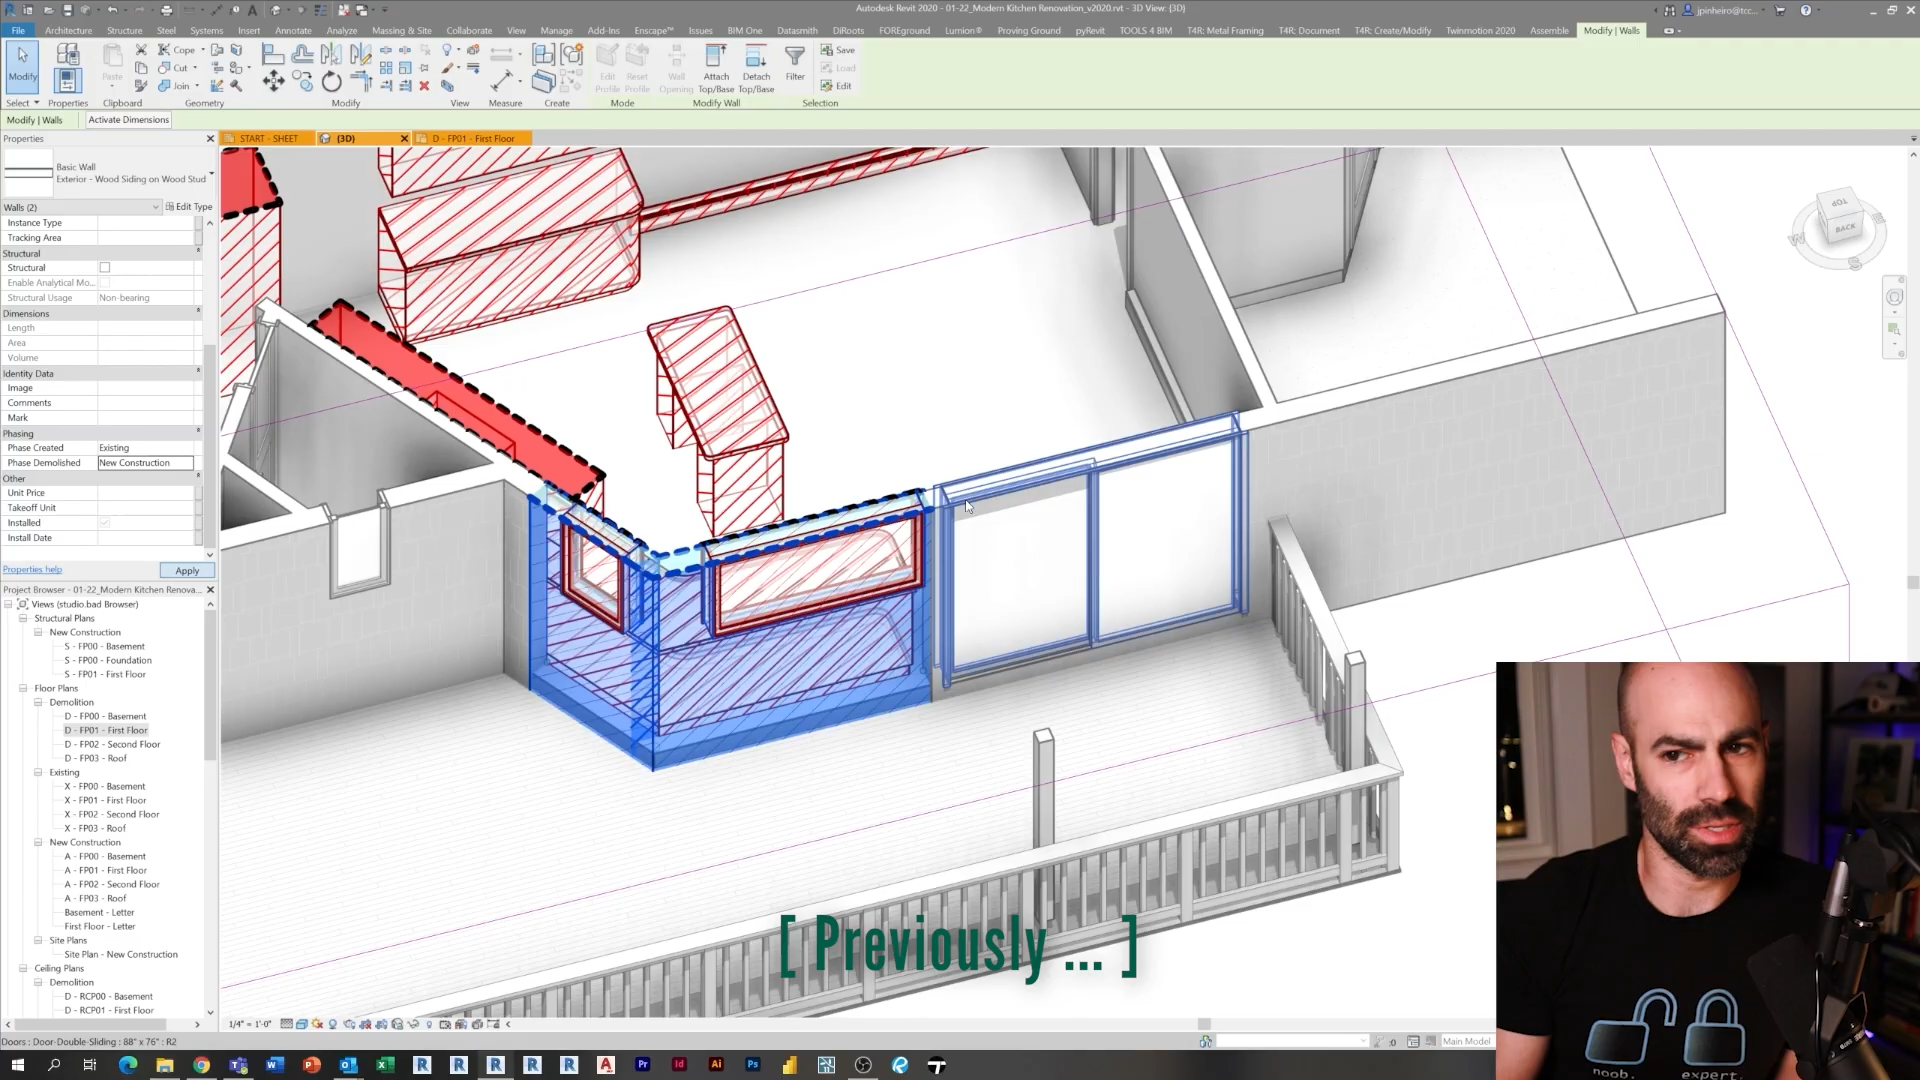 Autodesk Revit 2020 - 01-22_Modern Kitchen Renovation_v2020.rvt - 3D View: {3D}
jpinheiro@tcc...
File Architecture Structure Steel Systems Insert Annotate Analyze Massing & Site Collaborate View Manage Add-Ins Enscape™ Issues BIM One Datasmith DiRoots FOREground Lumion® Proving Ground pyRevit TOOLS 4 BIM T4R: Metal Framing T4R: Document T4R: Create/Modify Twinmotion 2020 Assemble Modify | Walls
Modify
Paste
Cope
Cut
Join
Edit Profile
Reset Profile
Wall Opening
Attach Top/Base
Detach Top/Base
Filter
Save
Load
Edit
Select Properties Clipboard Geometry Modify View Measure Create Mode Modify Wall Selection
Modify | Walls Activate Dimensions
Properties
START - SHEET {3D} D - FP01 - First Floor
Basic Wall
Exterior - Wood Siding on Wood Stud
Walls (2) Edit Type
Instance Type
Tracking Area
Structural
Structural
Enable Analytical Mo...
Structural Usage Non-bearing
Dimensions
Length
Area
Volume
Identity Data
Image
Comments
Mark
Phasing
Phase Created Existing
Phase Demolished New Construction
Other
Unit Price
Takeoff Unit
Installed
Install Date
Properties help Apply
Project Browser - 01-22_Modern Kitchen Renova...
Views (studio.bad Browser)
Structural Plans
New Construction
S - FP00 - Basement
S - FP00 - Foundation
S - FP01 - First Floor
Floor Plans
Demolition
D - FP00 - Basement
D - FP01 - First Floor
D - FP02 - Second Floor
D - FP03 - Roof
Existing
X - FP00 - Basement
X - FP01 - First Floor
X - FP02 - Second Floor
X - FP03 - Roof
New Construction
A - FP00 - Basement
A - FP01 - First Floor
A - FP02 - Second Floor
A - FP03 - Roof
Basement - Letter
First Floor - Letter
Site Plans
Site Plan - New Construction
Ceiling Plans
Demolition
D - RCP00 - Basement
D - RCP01 - First Floor
TOP
BACK
W
S
E
[ Previously ... ]
1/4" = 1'-0"
Doors : Door-Double-Sliding : 88" x 76" : R2
:0
Main Model
noob. expert.